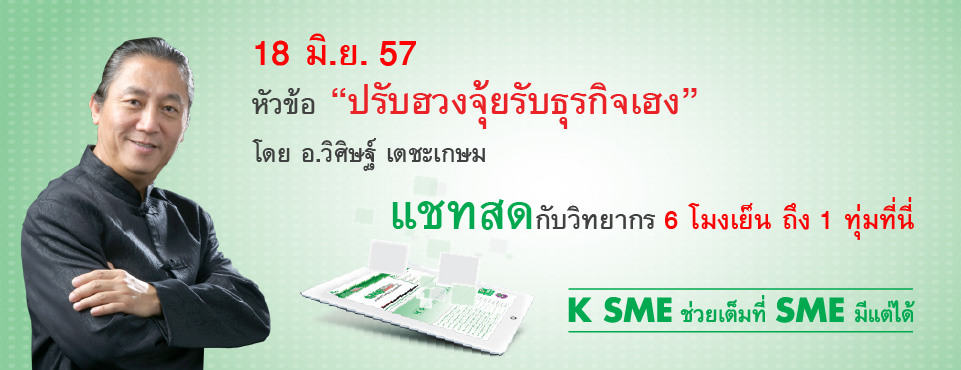 18 มิ.ย. 57
หัวข้อ “ปรับฮวงจุ้ยรับธุรกิจเฮง”
โดย อ.วิศิษฐ์ เตชะเกษม
แชทสดกับวิทยากร 6 โมงเย็น ถึง 1 ทุ่มที่นี่
K SME ช่วยเต็มที่ SME มีแต่ได้